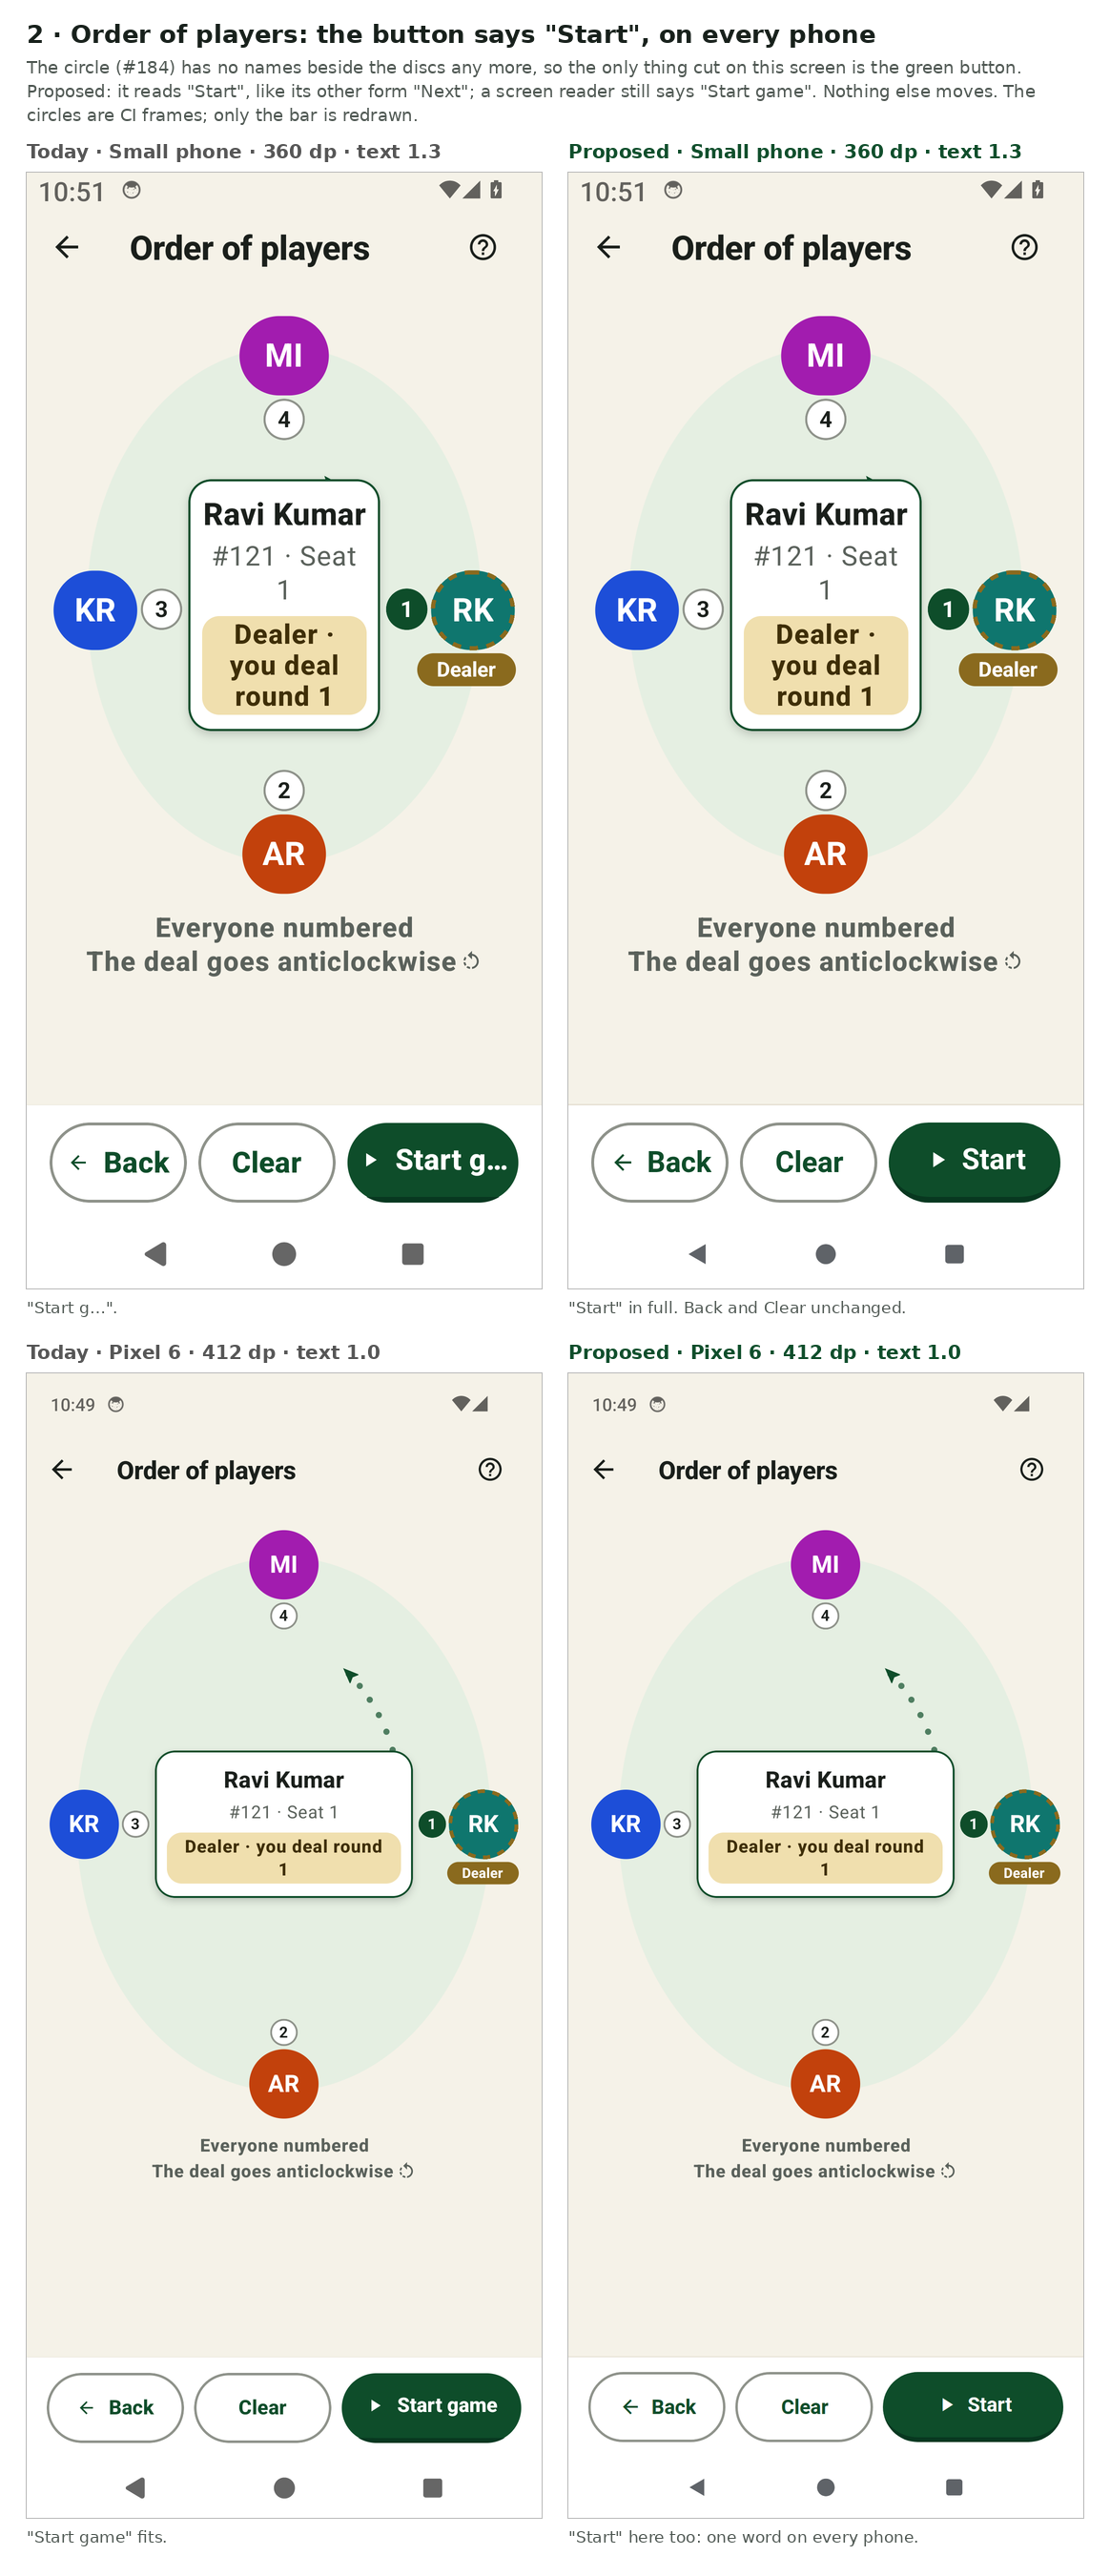 2 · Order of players: the button says "Start", on every phone
The circle (#184) has no names beside the discs any more, so the only thing cut on this screen is the green button.
Proposed: it reads "Start", like its other form "Next"; a screen reader still says "Start game". Nothing else moves. The
circles are CI frames; only the bar is redrawn.
Today · Small phone · 360 dp · text 1.3
10:51
Order of players
MI
4
Ravi Kumar
#121 · Seat
1
Dealer ·
you deal
round 1
KR
3
1
RK
Dealer
2
AR
Everyone numbered
The deal goes anticlockwise
Back
Clear
Start g...
"Start g...".
Proposed · Small phone · 360 dp · text 1.3
10:51
Order of players
MI
4
Ravi Kumar
#121 · Seat
1
Dealer ·
you deal
round 1
KR
3
1
RK
Dealer
2
AR
Everyone numbered
The deal goes anticlockwise
Back
Clear
Start
"Start" in full. Back and Clear unchanged.
Today · Pixel 6 · 412 dp · text 1.0
10:49
Order of players
MI
4
Ravi Kumar
#121 · Seat 1
Dealer · you deal round
1
KR
3
1
RK
Dealer
2
AR
Everyone numbered
The deal goes anticlockwise
Back
Clear
Start game
"Start game" fits.
Proposed · Pixel 6 · 412 dp · text 1.0
10:49
Order of players
MI
4
Ravi Kumar
#121 · Seat 1
Dealer · you deal round
1
KR
3
1
RK
Dealer
2
AR
Everyone numbered
The deal goes anticlockwise
Back
Clear
Start
"Start" here too: one word on every phone.